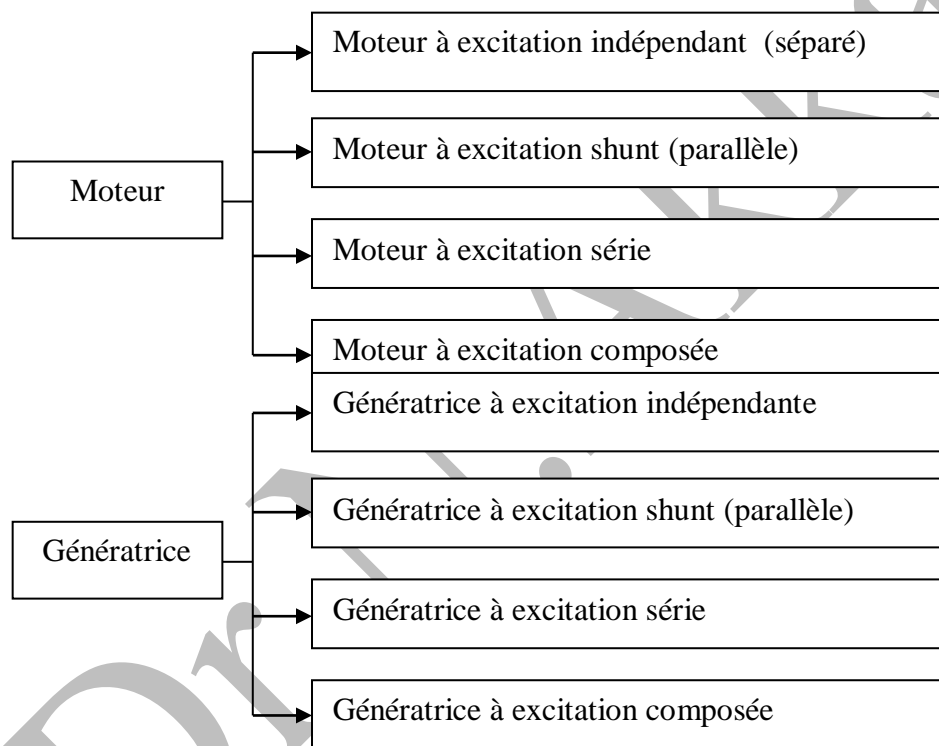 Moteur à excitation indépendant (séparé)
Moteur à excitation shunt (parallèle)
Moteur
Moteur à excitation série
Moteur à excitation composée
Génératrice à excitation indépendante
Génératrice à excitation shunt (parallèle)
Génératrice
Génératrice à excitation série
Génératrice à excitation composée
Dr